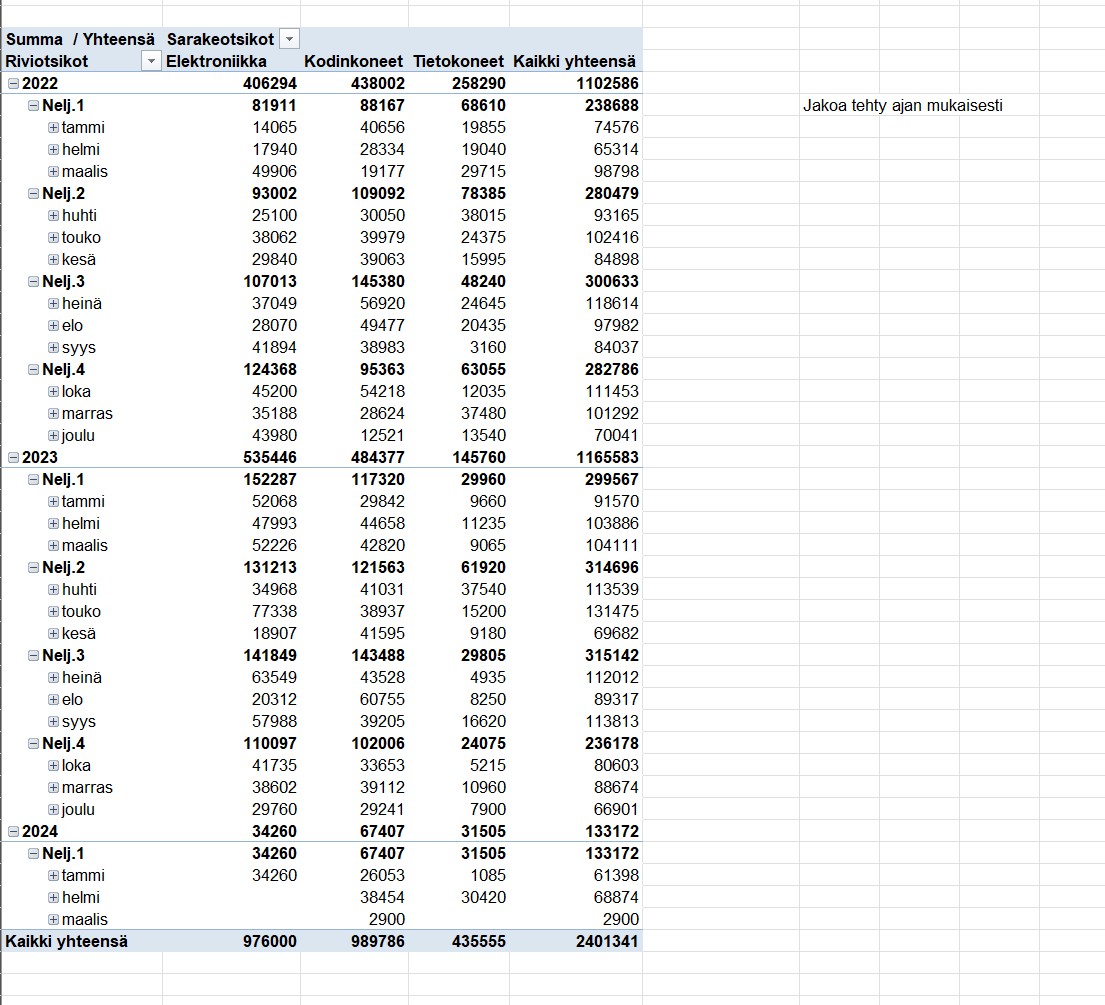 Summa / Yhteensä Sarakeotsikot
Riviotsikot Elektroniikka Kodinkoneet Tietokoneet Kaikki yhteensä
2022 406294 438002 258290 1102586
Nelj.1 81911 88167 68610 238688 Jakoa tehty ajan mukaisesti
tammi 14065 40656 19855 74576
helmi 17940 28334 19040 65314
maalis 49906 19177 29715 98798
Nelj.2 93002 109092 78385 280479
huhti 25100 30050 38015 93165
touko 38062 39979 24375 102416
kesä 29840 39063 15995 84898
Nelj.3 107013 145380 48240 300633
heinä 37049 56920 24645 118614
elo 28070 49477 20435 97982
syys 41894 38983 3160 84037
Nelj.4 124368 95363 63055 282786
loka 45200 54218 12035 111453
marras 35188 28624 37480 101292
joulu 43980 12521 13540 70041
2023 535446 484377 145760 1165583
Nelj.1 152287 117320 29960 299567
tammi 52068 29842 9660 91570
helmi 47993 44658 11235 103886
maalis 52226 42820 9065 104111
Nelj.2 131213 121563 61920 314696
huhti 34968 41031 37540 113539
touko 77338 38937 15200 131475
kesä 18907 41595 9180 69682
Nelj.3 141849 143488 29805 315142
heinä 63549 43528 4935 112012
elo 20312 60755 8250 89317
syys 57988 39205 16620 113813
Nelj.4 110097 102006 24075 236178
loka 41735 33653 5215 80603
marras 38602 39112 10960 88674
joulu 29760 29241 7900 66901
2024 34260 67407 31505 133172
Nelj.1 34260 67407 31505 133172
tammi 34260 26053 1085 61398
helmi 38454 30420 68874
maalis 2900 2900
Kaikki yhteensä 976000 989786 435555 2401341